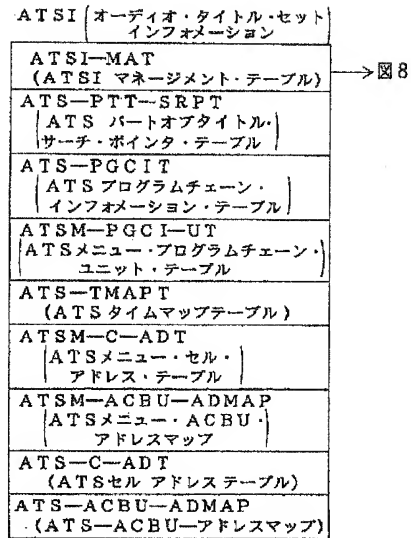 ATSI(オーディオ・タイトル・セット
インフォメーション)
ATSI—MAT
(ATSI マネージメント・テーブル)
→図8
ATS—PTT—SRPT
(ATS パートオブタイトル・
サーチ・ポインタ・テーブル)
ATS—PGCIT
(ATSプログラムチェーン・
インフォメーション・テーブル)
ATSM—PGCI—UT
(ATSメニュー・プログラムチェーン・
ユニット・テーブル)
ATS—TMAPT
(ATSタイムマップテーブル)
ATSM—C—ADT
(ATSメニュー・セル・
アドレス・テーブル)
ATSM—ACBU—ADMAP
(ATSメニュー・ACBU・
アドレスマップ)
ATS—C—ADT
(ATSセル アドレステーブル)
ATS—ACBU—ADMAP
(ATS—ACBU—アドレスマップ)